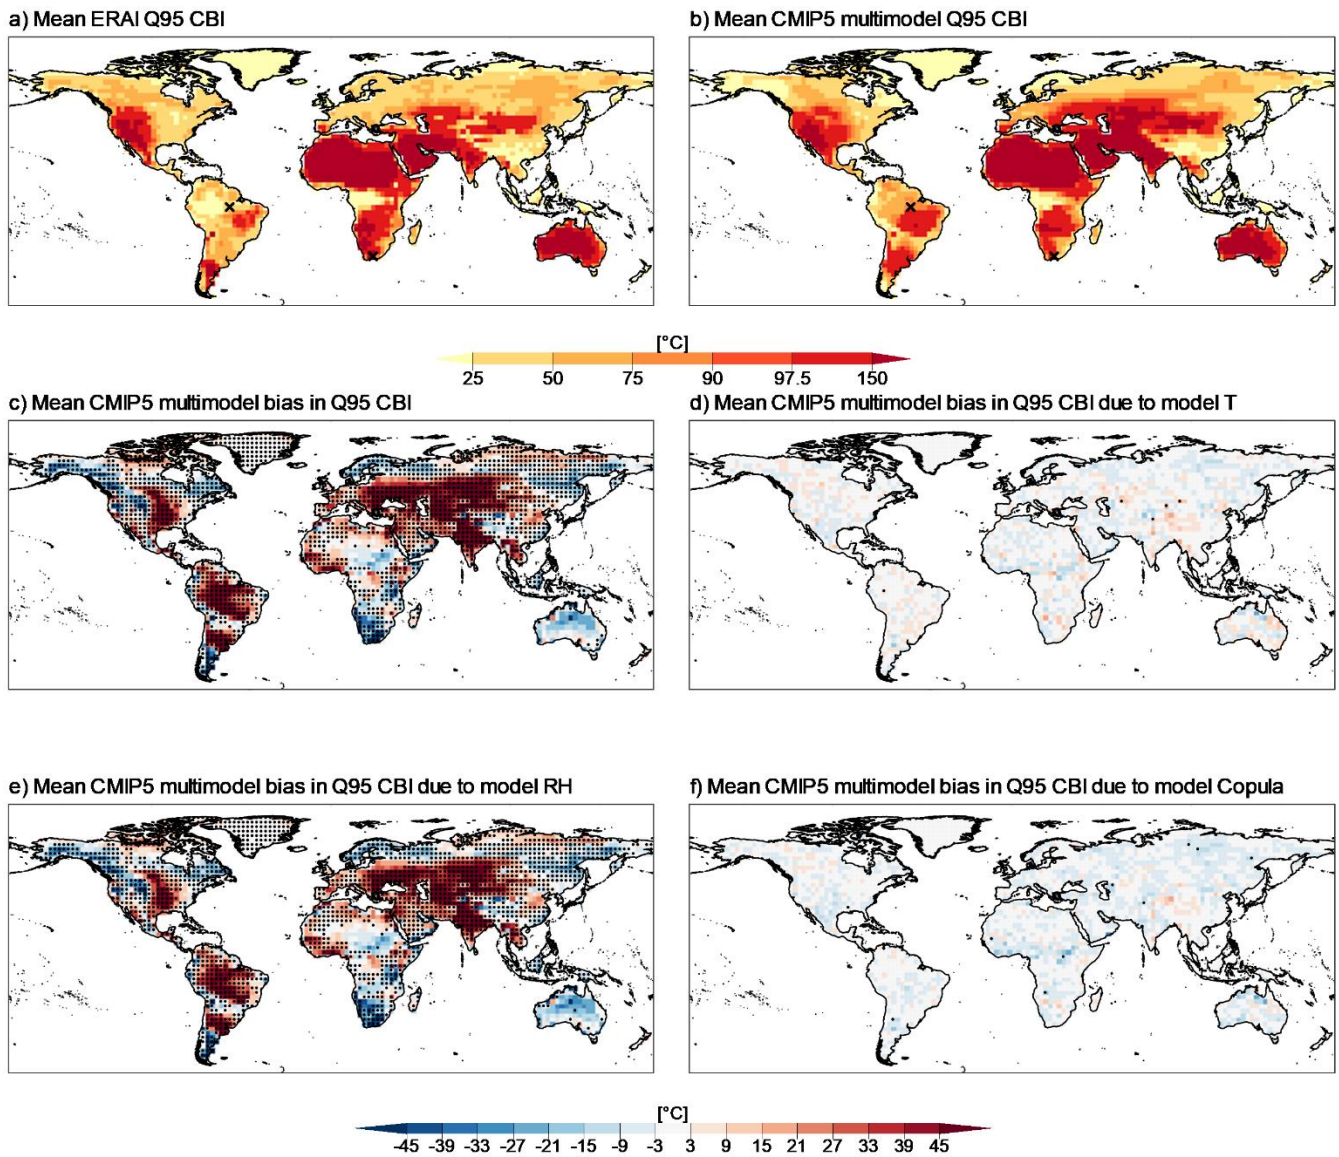 a) Mean ERAI Q95 CBI
b) Mean CMIP5 multimodel Q95 CBI
[°C]
25 50 75 90 97.5 150
c) Mean CMIP5 multimodel bias in Q95 CBI
d) Mean CMIP5 multimodel bias in Q95 CBI due to model T
e) Mean CMIP5 multimodel bias in Q95 CBI due to model RH
f) Mean CMIP5 multimodel bias in Q95 CBI due to model Copula
[°C]
-45 -39 -33 -27 -21 -15 -9 -3 3 9 15 21 27 33 39 45